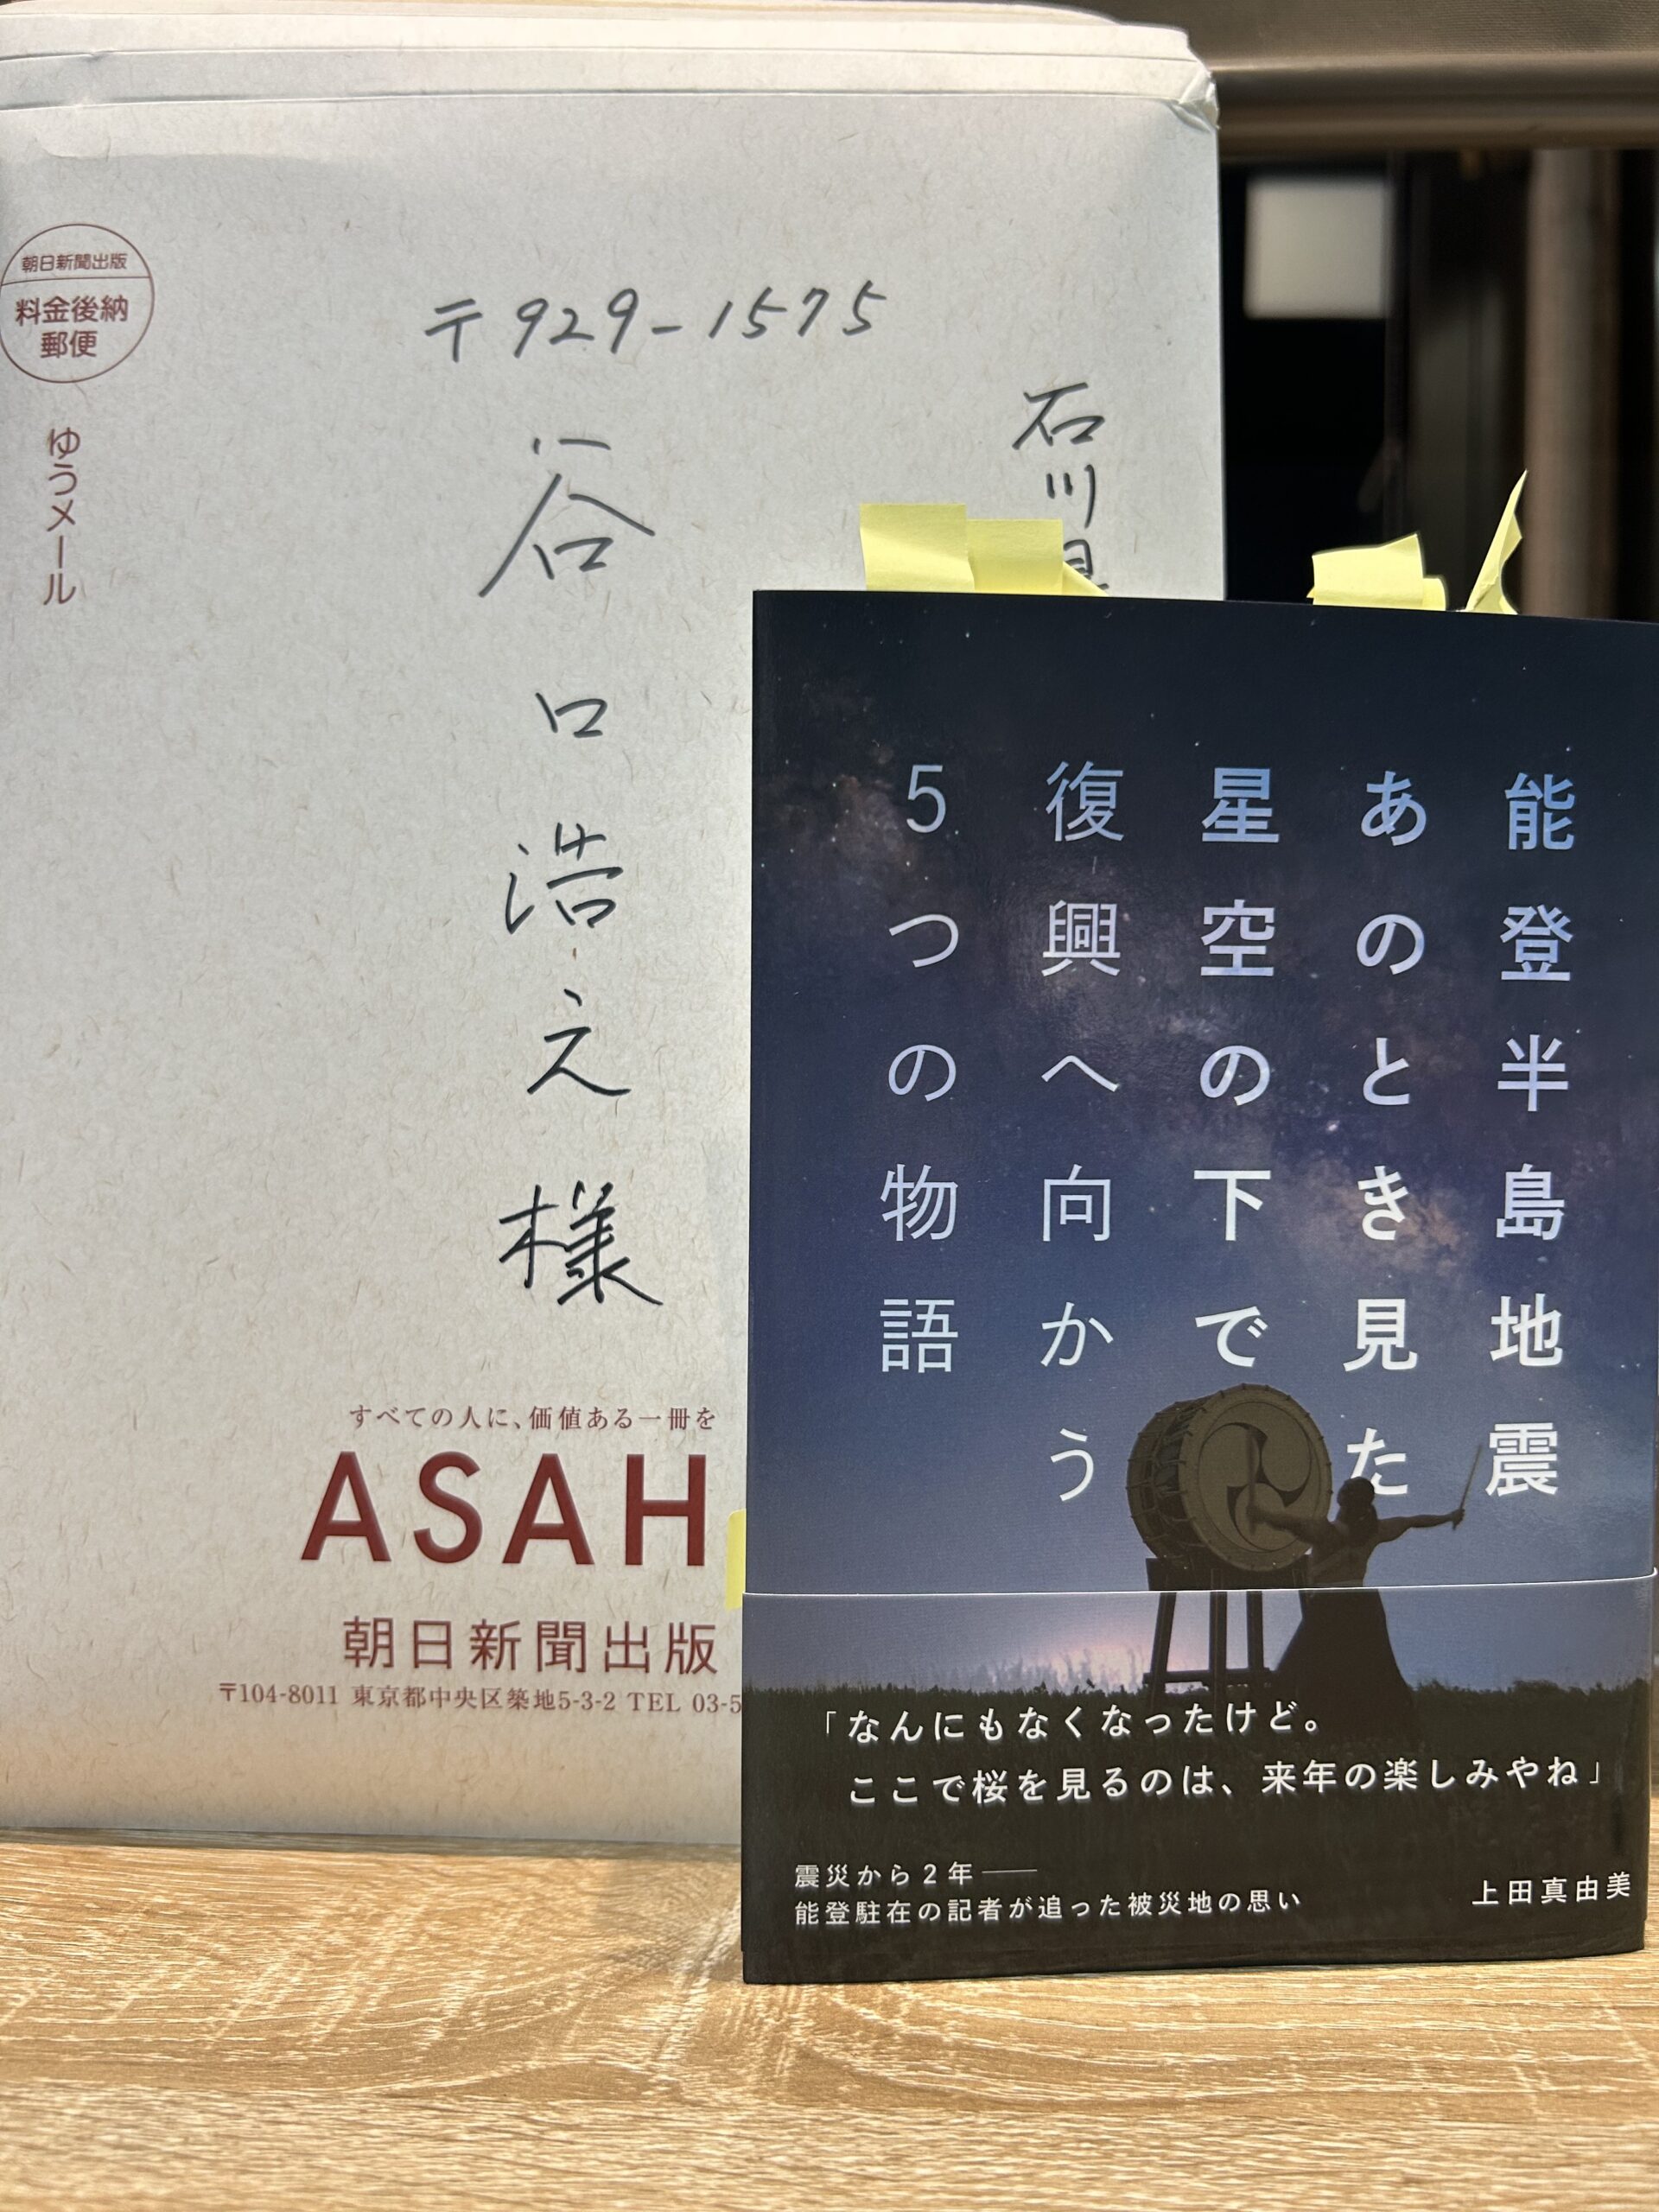 朝日新聞出版
料金後納
郵便
ゆうメール
〒929-1575
石川県
谷口浩之様
すべての人に、価値ある一冊を
ASAH
朝日新聞出版
〒104-8011 東京都中央区築地5-3-2 TEL 03-5
能登半島地震
あのとき見た
星空の下で
復興へ向かう
5つの物語
「なんにもなくなったけど。
ここで桜を見るのは、来年の楽しみやね」
震災から2年――
能登駐在の記者が追った被災地の思い
上田真由美